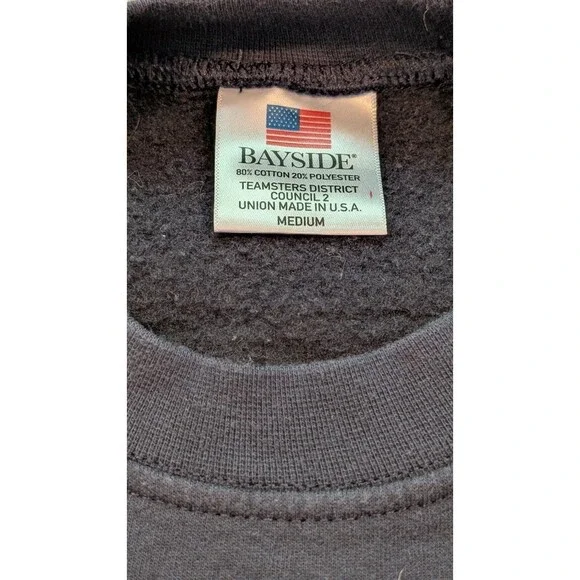 BAYSIDE®
80% COTTON 20% POLYESTER
TEAMSTERS DISTRICT
COUNCIL 2
UNION MADE IN U.S.A.
MEDIUM